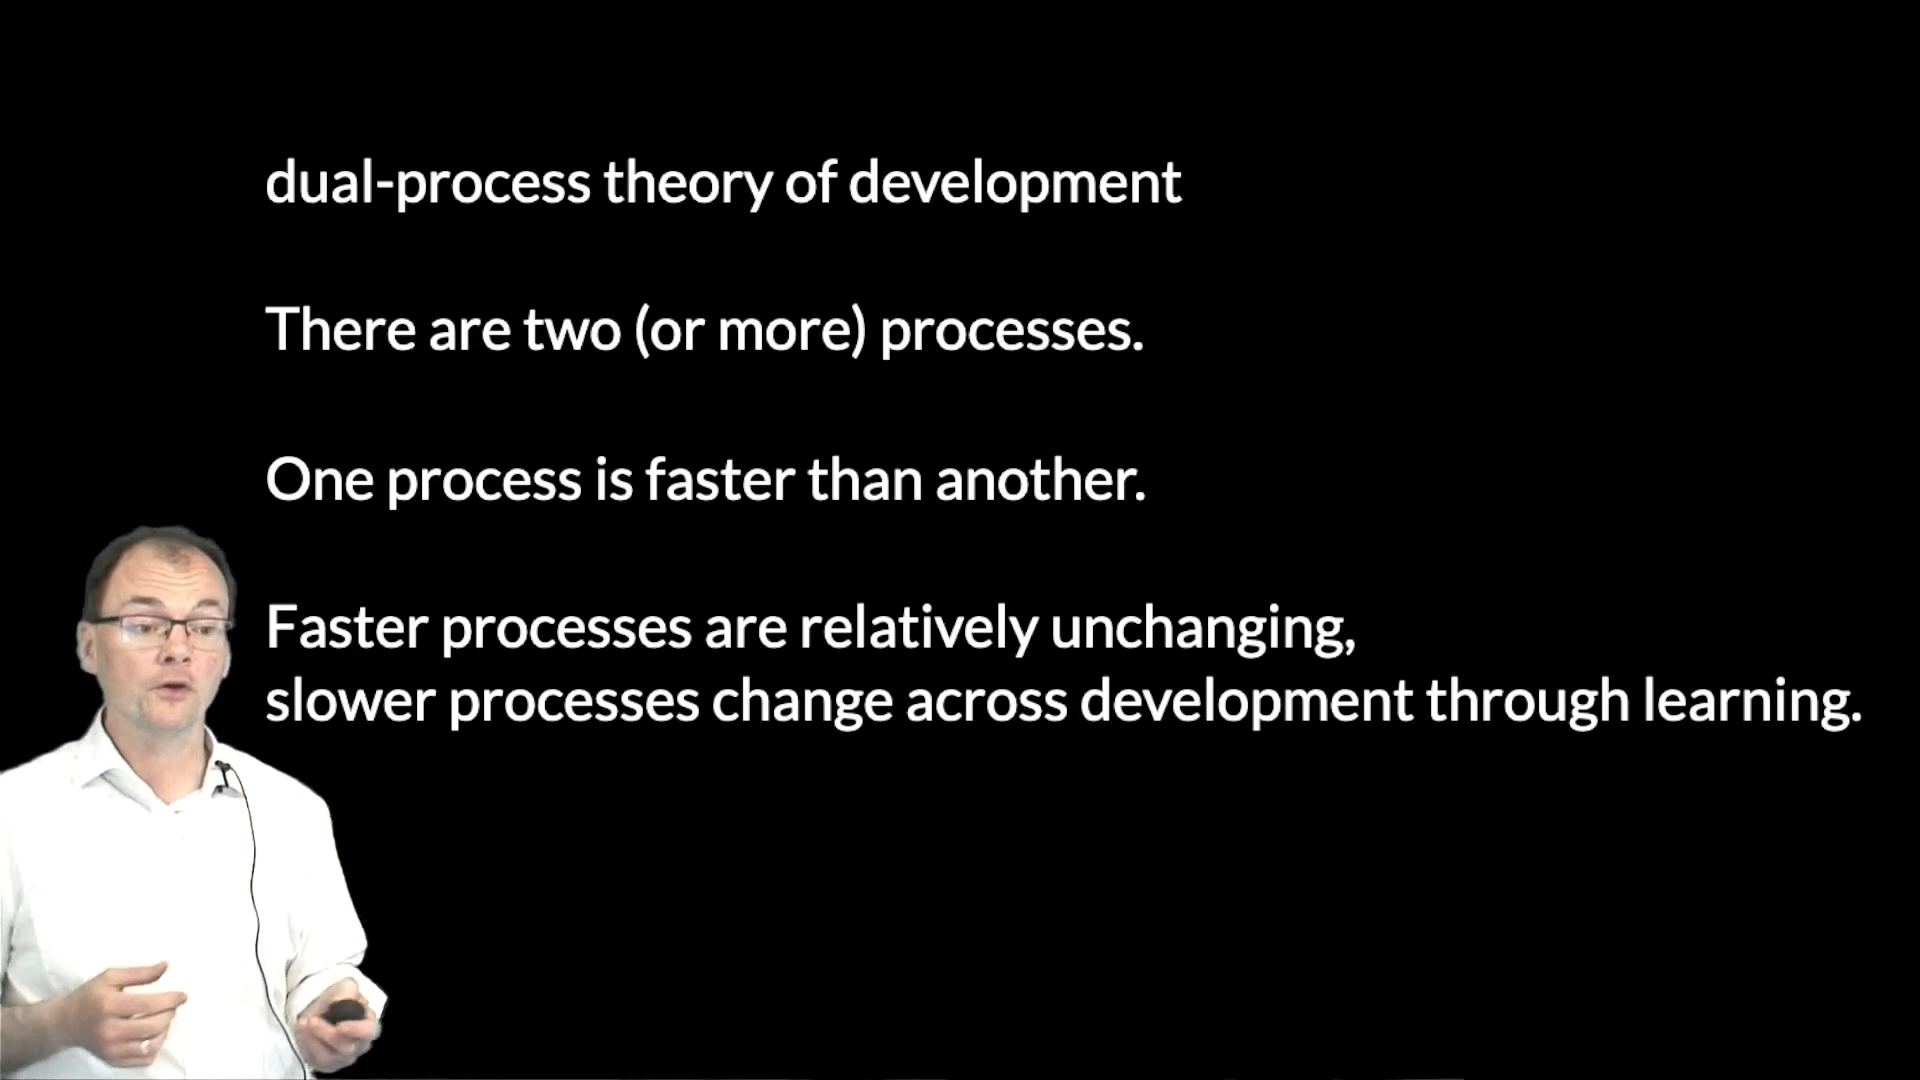 dual-process theory of development
There are two (or more) processes.
One process is faster than another.
Faster processes are relatively unchanging,
slower processes change across development through learning.